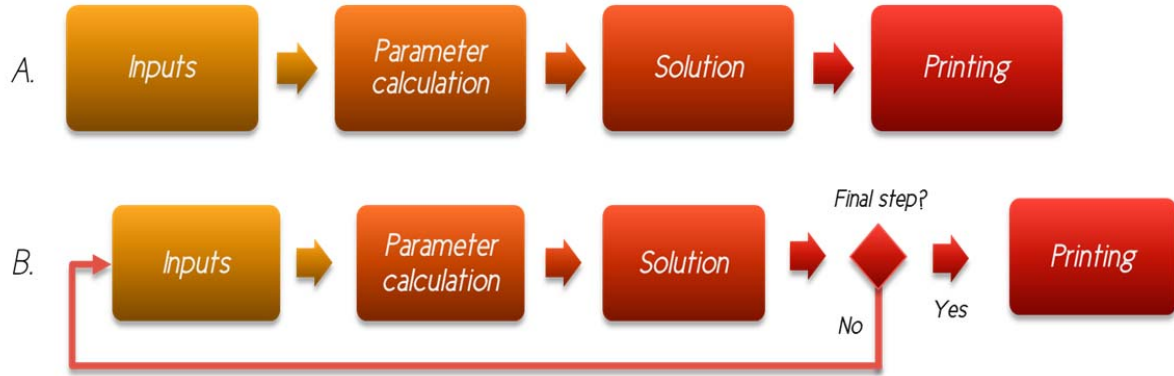 A.
Inputs
Parameter
calculation
Solution
Printing
B.
Inputs
Parameter
calculation
Solution
Final step?
No
Yes
Printing